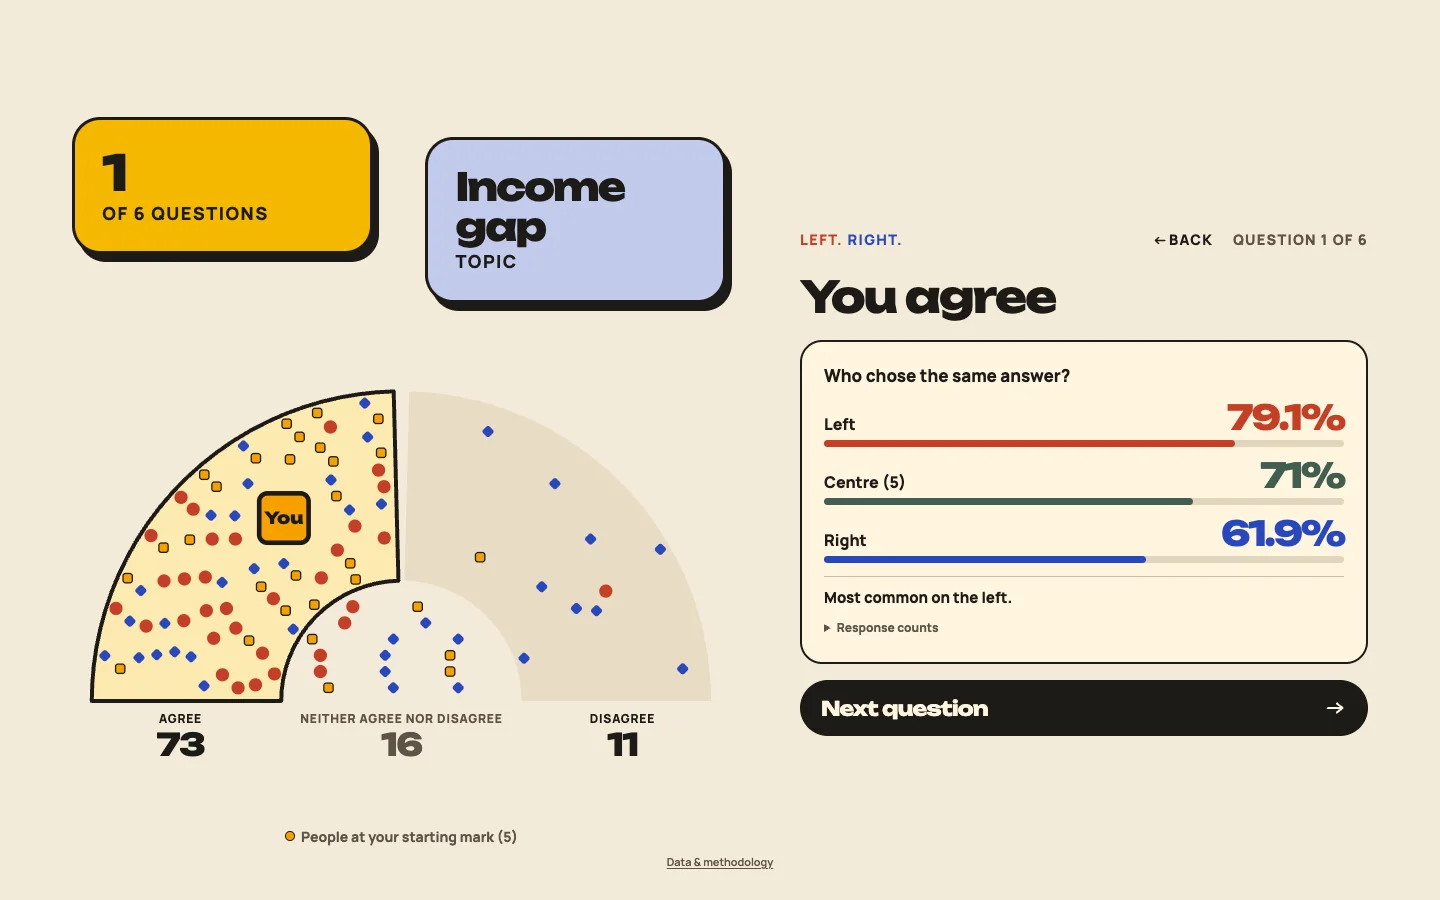 1
OF 6 QUESTIONS
Income
gap
TOPIC
You
AGREE
73
NEITHER AGREE NOR DISAGREE
16
DISAGREE
11
People at your starting mark (5)
LEFT. RIGHT.
← BACK
QUESTION 1 OF 6
You agree
Who chose the same answer?
Left
79.1%
Centre (5)
71%
Right
61.9%
Most common on the left.
Response counts
Next question →
Data & methodology